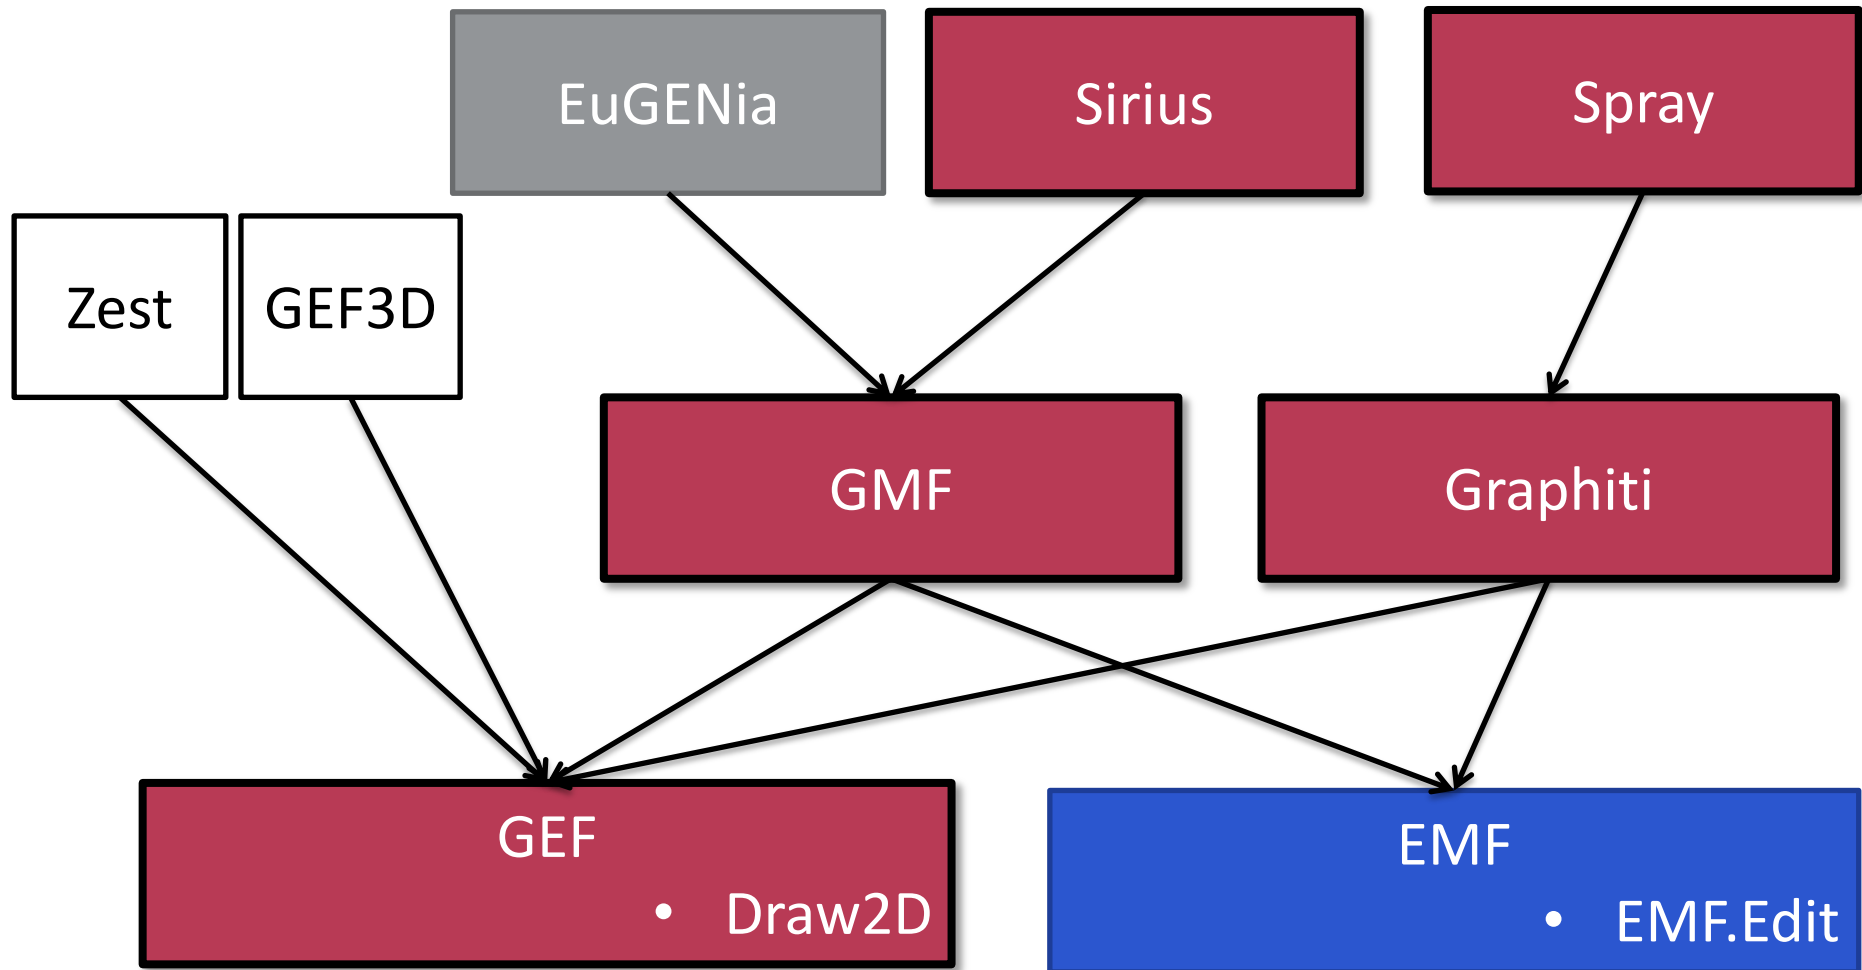 EuGENia
Sirius
Spray
Zest
GEF3D
GMF
Graphiti
GEF
• Draw2D
EMF
• EMF.Edit